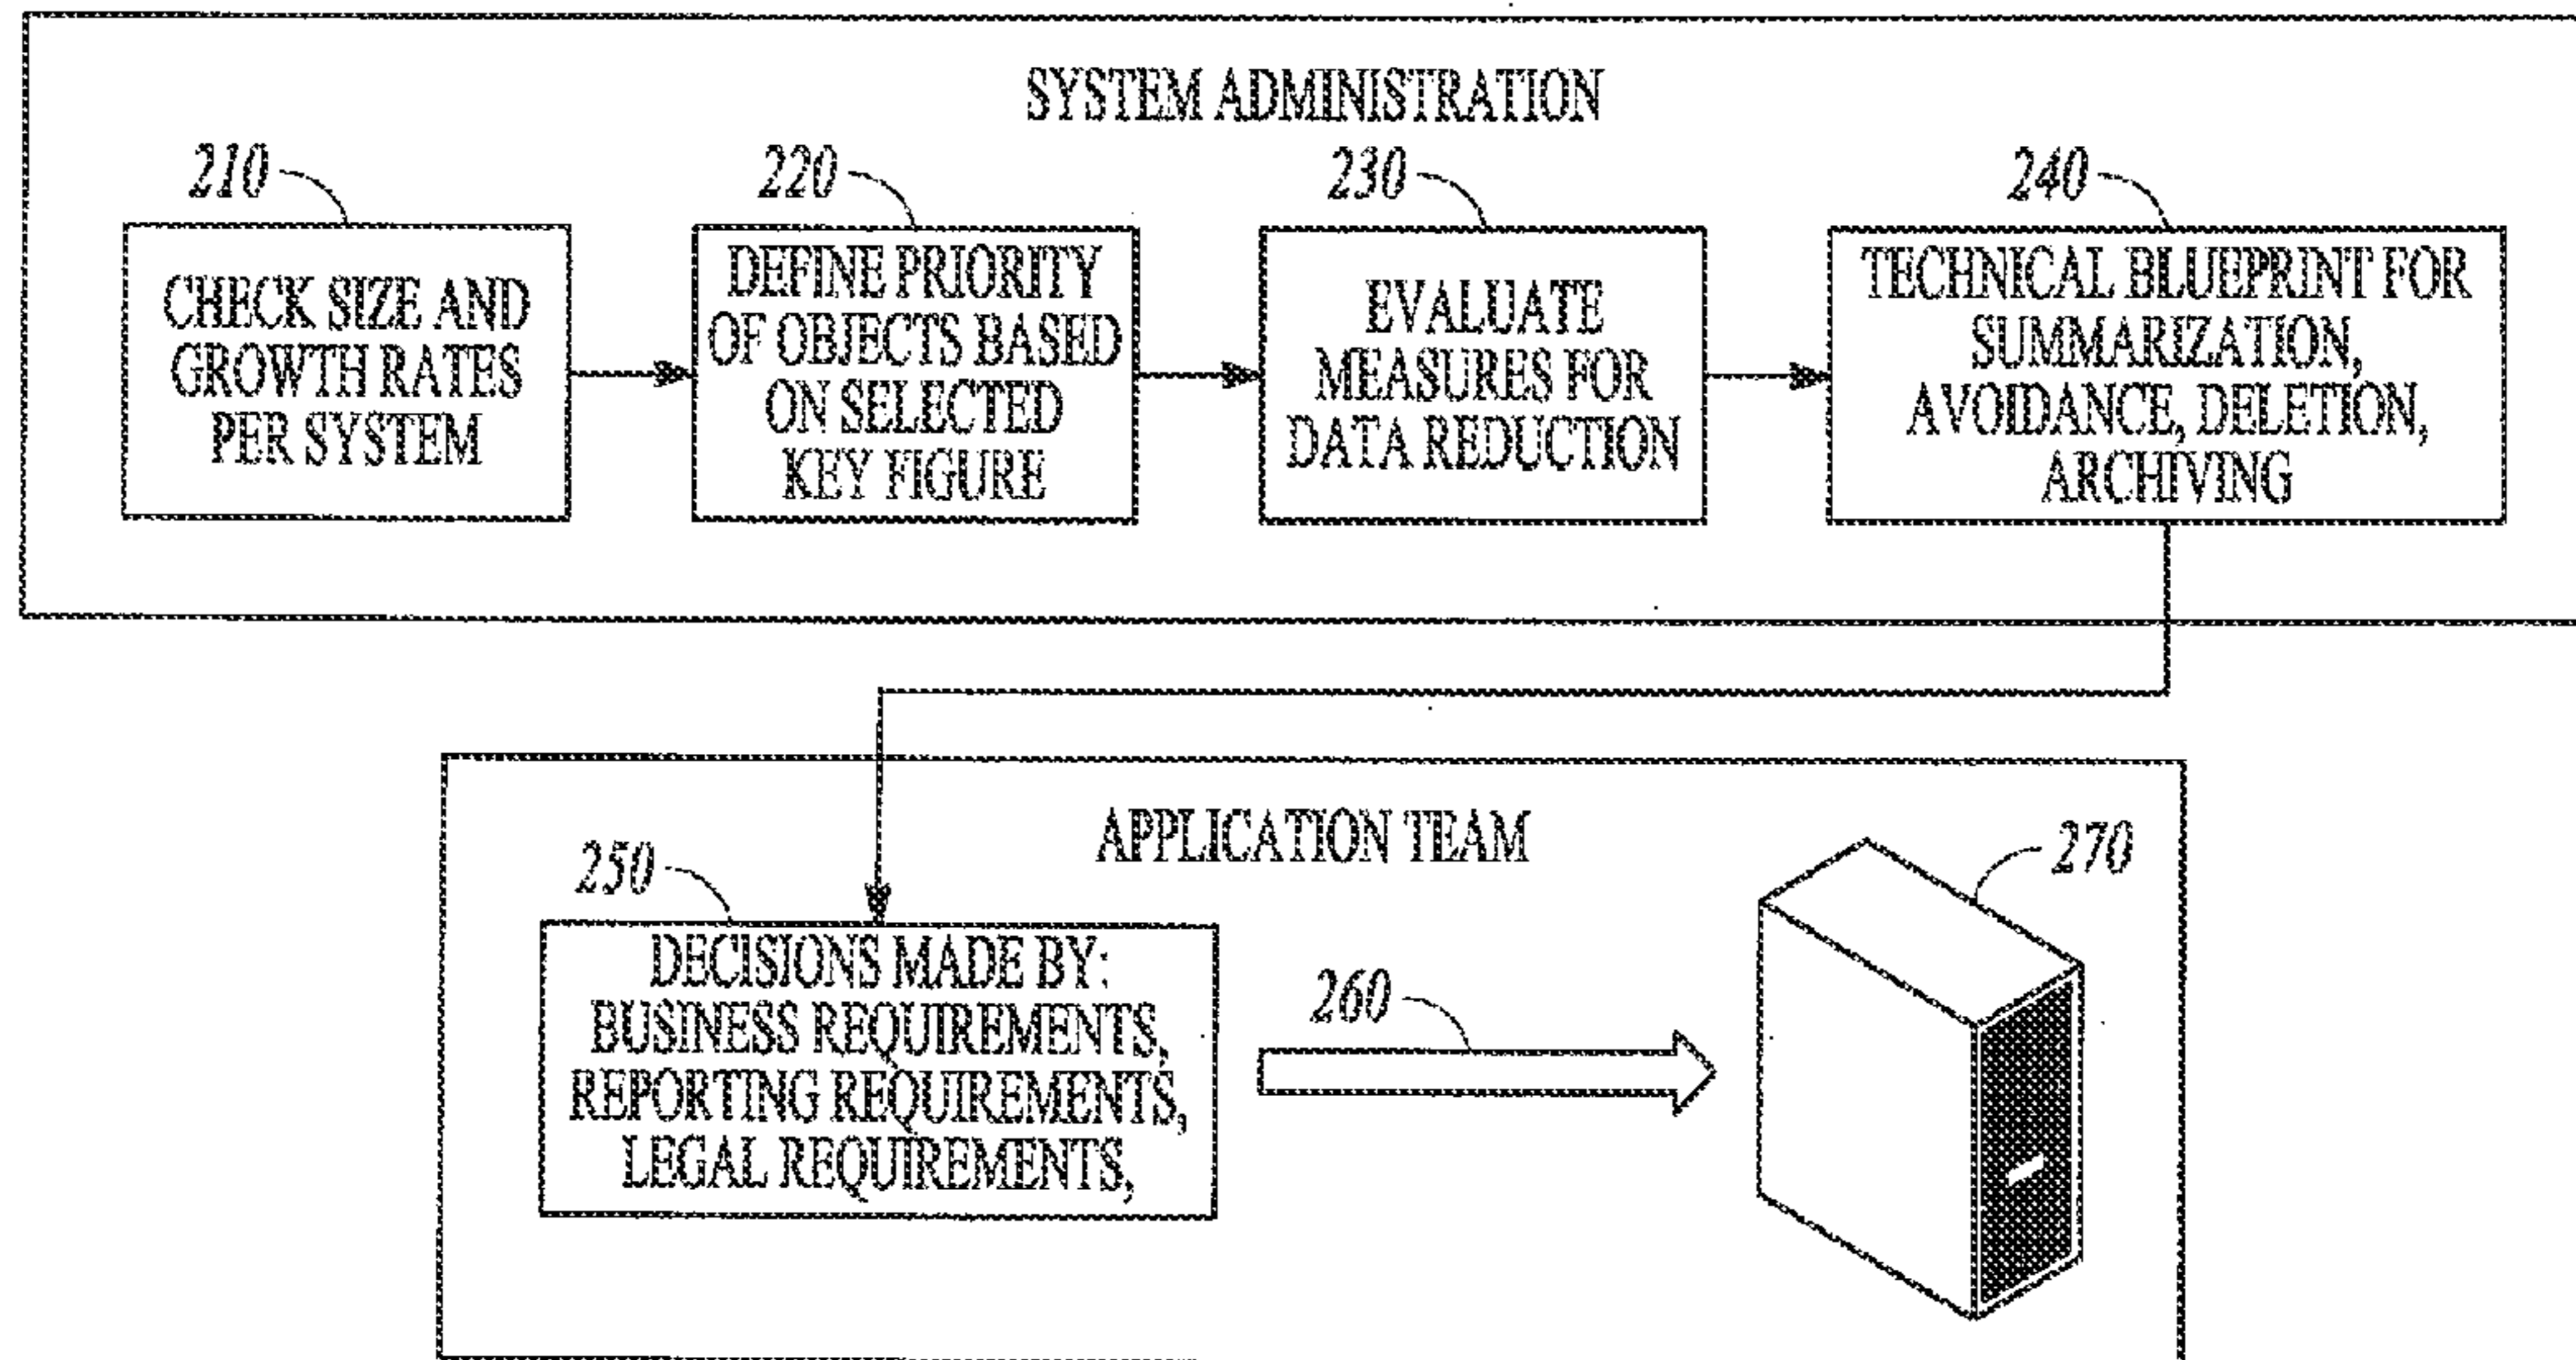 SYSTEM ADMINISTRATION
210
CHECK SIZE AND
GROWTH RATES
PER SYSTEM
220
DEFINE PRIORITY
OF OBJECTS BASED
ON SELECTED
KEY FIGURE
230
EVALUATE
MEASURES FOR
DATA REDUCTION
240
TECHNICAL BLUEPRINT FOR
SUMMARIZATION,
AVOIDANCE, DELETION,
ARCHIVING
APPLICATION TEAM
250
DECISIONS MADE BY:
BUSINESS REQUIREMENTS,
REPORTING REQUIREMENTS,
LEGAL REQUIREMENTS,
260
270